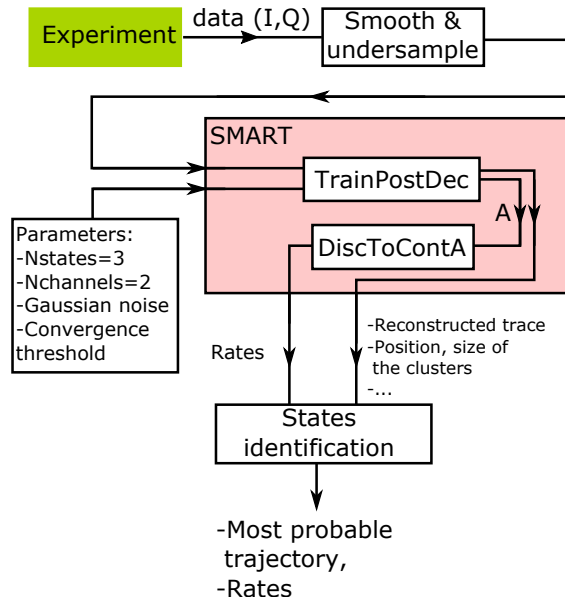 Experiment
data (I,Q)
Smooth &
undersample
SMART
TrainPostDec
A
DiscToContA
Parameters:
-Nstates=3
-Nchannels=2
-Gaussian noise
-Convergence
threshold
Rates
-Reconstructed trace
-Position, size of
the clusters
-...
States
identification
-Most probable
trajectory,
-Rates